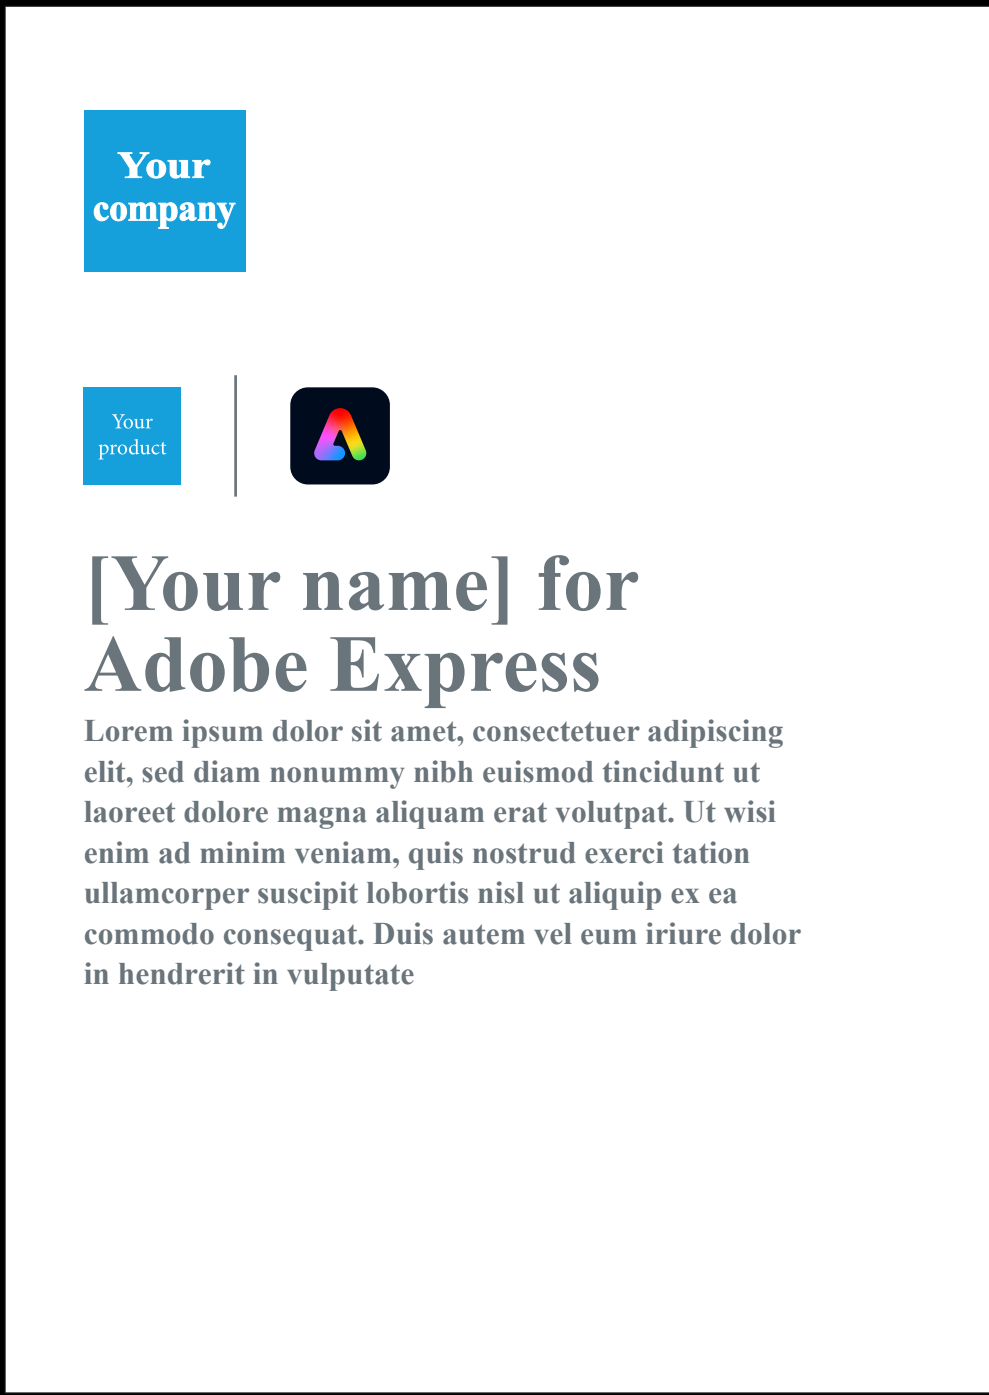 Your
company
Your
product
[Your name] for
Adobe Express
Lorem ipsum dolor sit amet, consectetuer adipiscing
elit, sed diam nonummy nibh euismod tincidunt ut
laoreet dolore magna aliquam erat volutpat. Ut wisi
enim ad minim veniam, quis nostrud exerci tation
ullamcorper suscipit lobortis nisl ut aliquip ex ea
commodo consequat. Duis autem vel eum iriure dolor
in hendrerit in vulputate